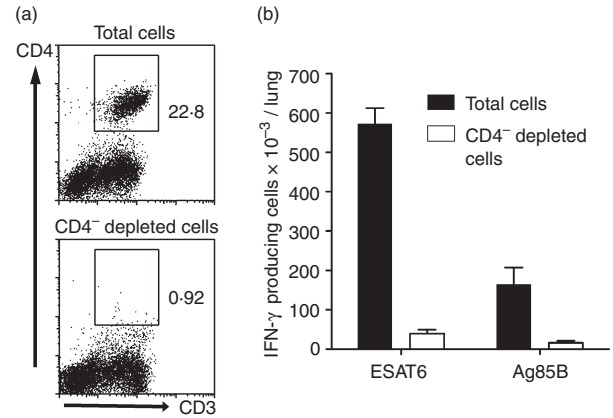 (a)
Total cells
CD4
22·8
CD4⁻ depleted cells
0·92
CD3
(b)
IFN-γ producing cells × 10⁻³ / lung
700
600
500
400
300
200
100
0
Total cells
CD4⁻ depleted
cells
ESAT6
Ag85B